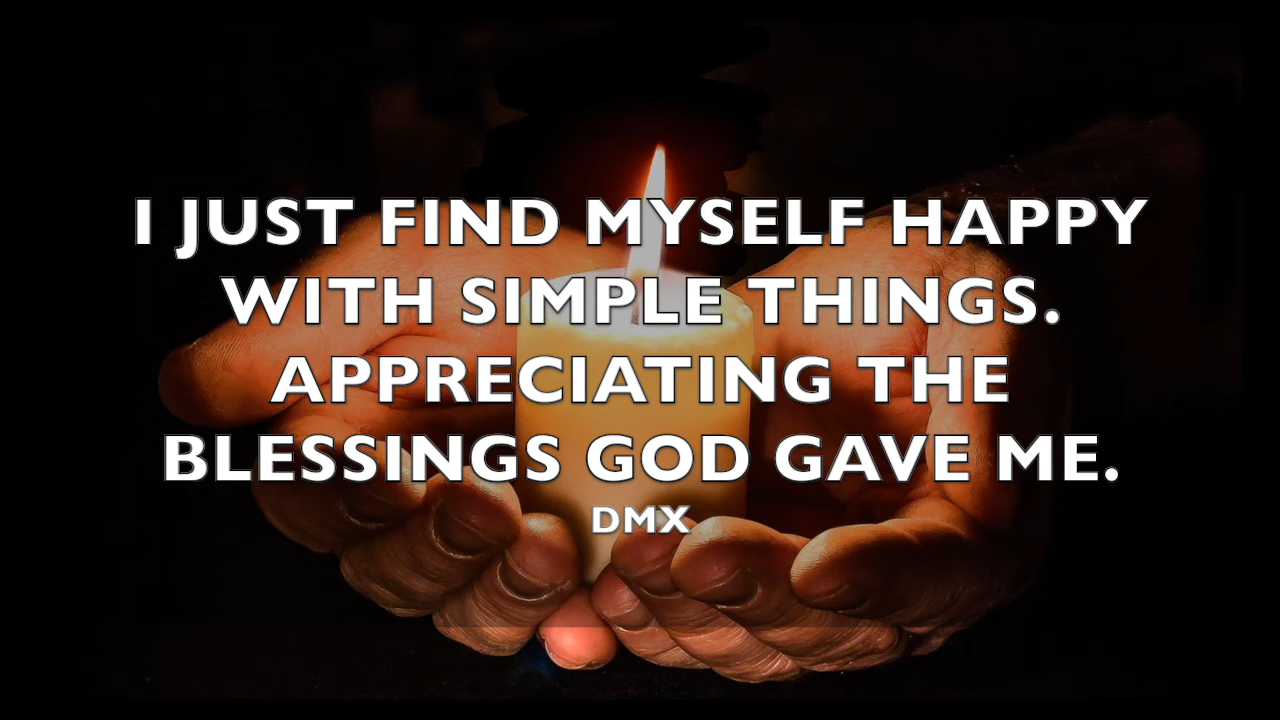 I JUST FIND MYSELF HAPPY
WITH SIMPLE THINGS.
APPRECIATING THE
BLESSINGS GOD GAVE ME.
DMX